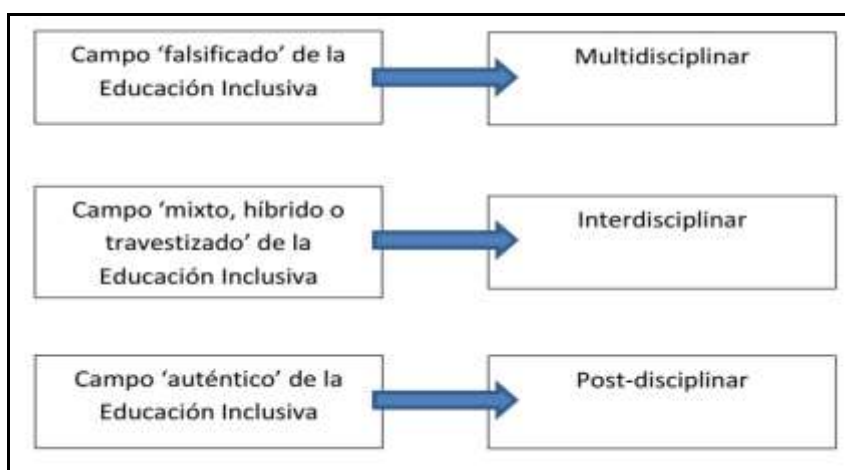 Campo ‘falsificado’ de la
Educación Inclusiva
Multidisciplinar
Campo ‘mixto, híbrido o
travestizado’ de la
Educación Inclusiva
Interdisciplinar
Campo ‘auténtico’ de la
Educación Inclusiva
Post-disciplinar